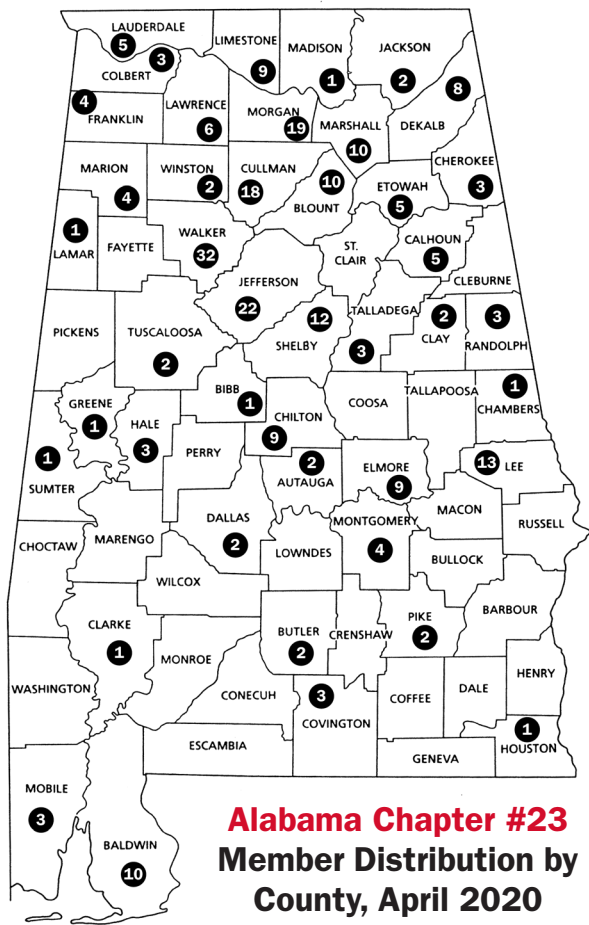 LAUDERDALE
5
LIMESTONE
9
MADISON
1
JACKSON
2
3
COLBERT
8
DEKALB
4
FRANKLIN
LAWRENCE
6
MORGAN
19
MARSHALL
10
CHEROKEE
3
MARION
4
WINSTON
2
CULLMAN
18
10
BLOUNT
ETOWAH
5
1
LAMAR
FAYETTE
WALKER
32
ST.
CLAIR
CALHOUN
5
CLEBURNE
JEFFERSON
22
12
SHELBY
TALLADEGA
3
2
CLAY
3
RANDOLPH
PICKENS
TUSCALOOSA
2
BIBB
1
GREENE
1
HALE
3
PERRY
CHILTON
9
COOSA
TALLAPOOSA
1
CHAMBERS
1
SUMTER
2
AUTAUGA
ELMORE
9
13
LEE
MACON
RUSSELL
CHOCTAW
MARENGO
DALLAS
2
LOWNDES
MONTGOMERY
4
BULLOCK
WILCOX
CLARKE
1
BUTLER
2
CRENSHAW
PIKE
2
BARBOUR
WASHINGTON
MONROE
CONECUH
3
COVINGTON
COFFEE
DALE
HENRY
ESCAMBIA
GENEVA
1
HOUSTON
MOBILE
3
BALDWIN
10
Alabama Chapter #23
Member Distribution by
County, April 2020